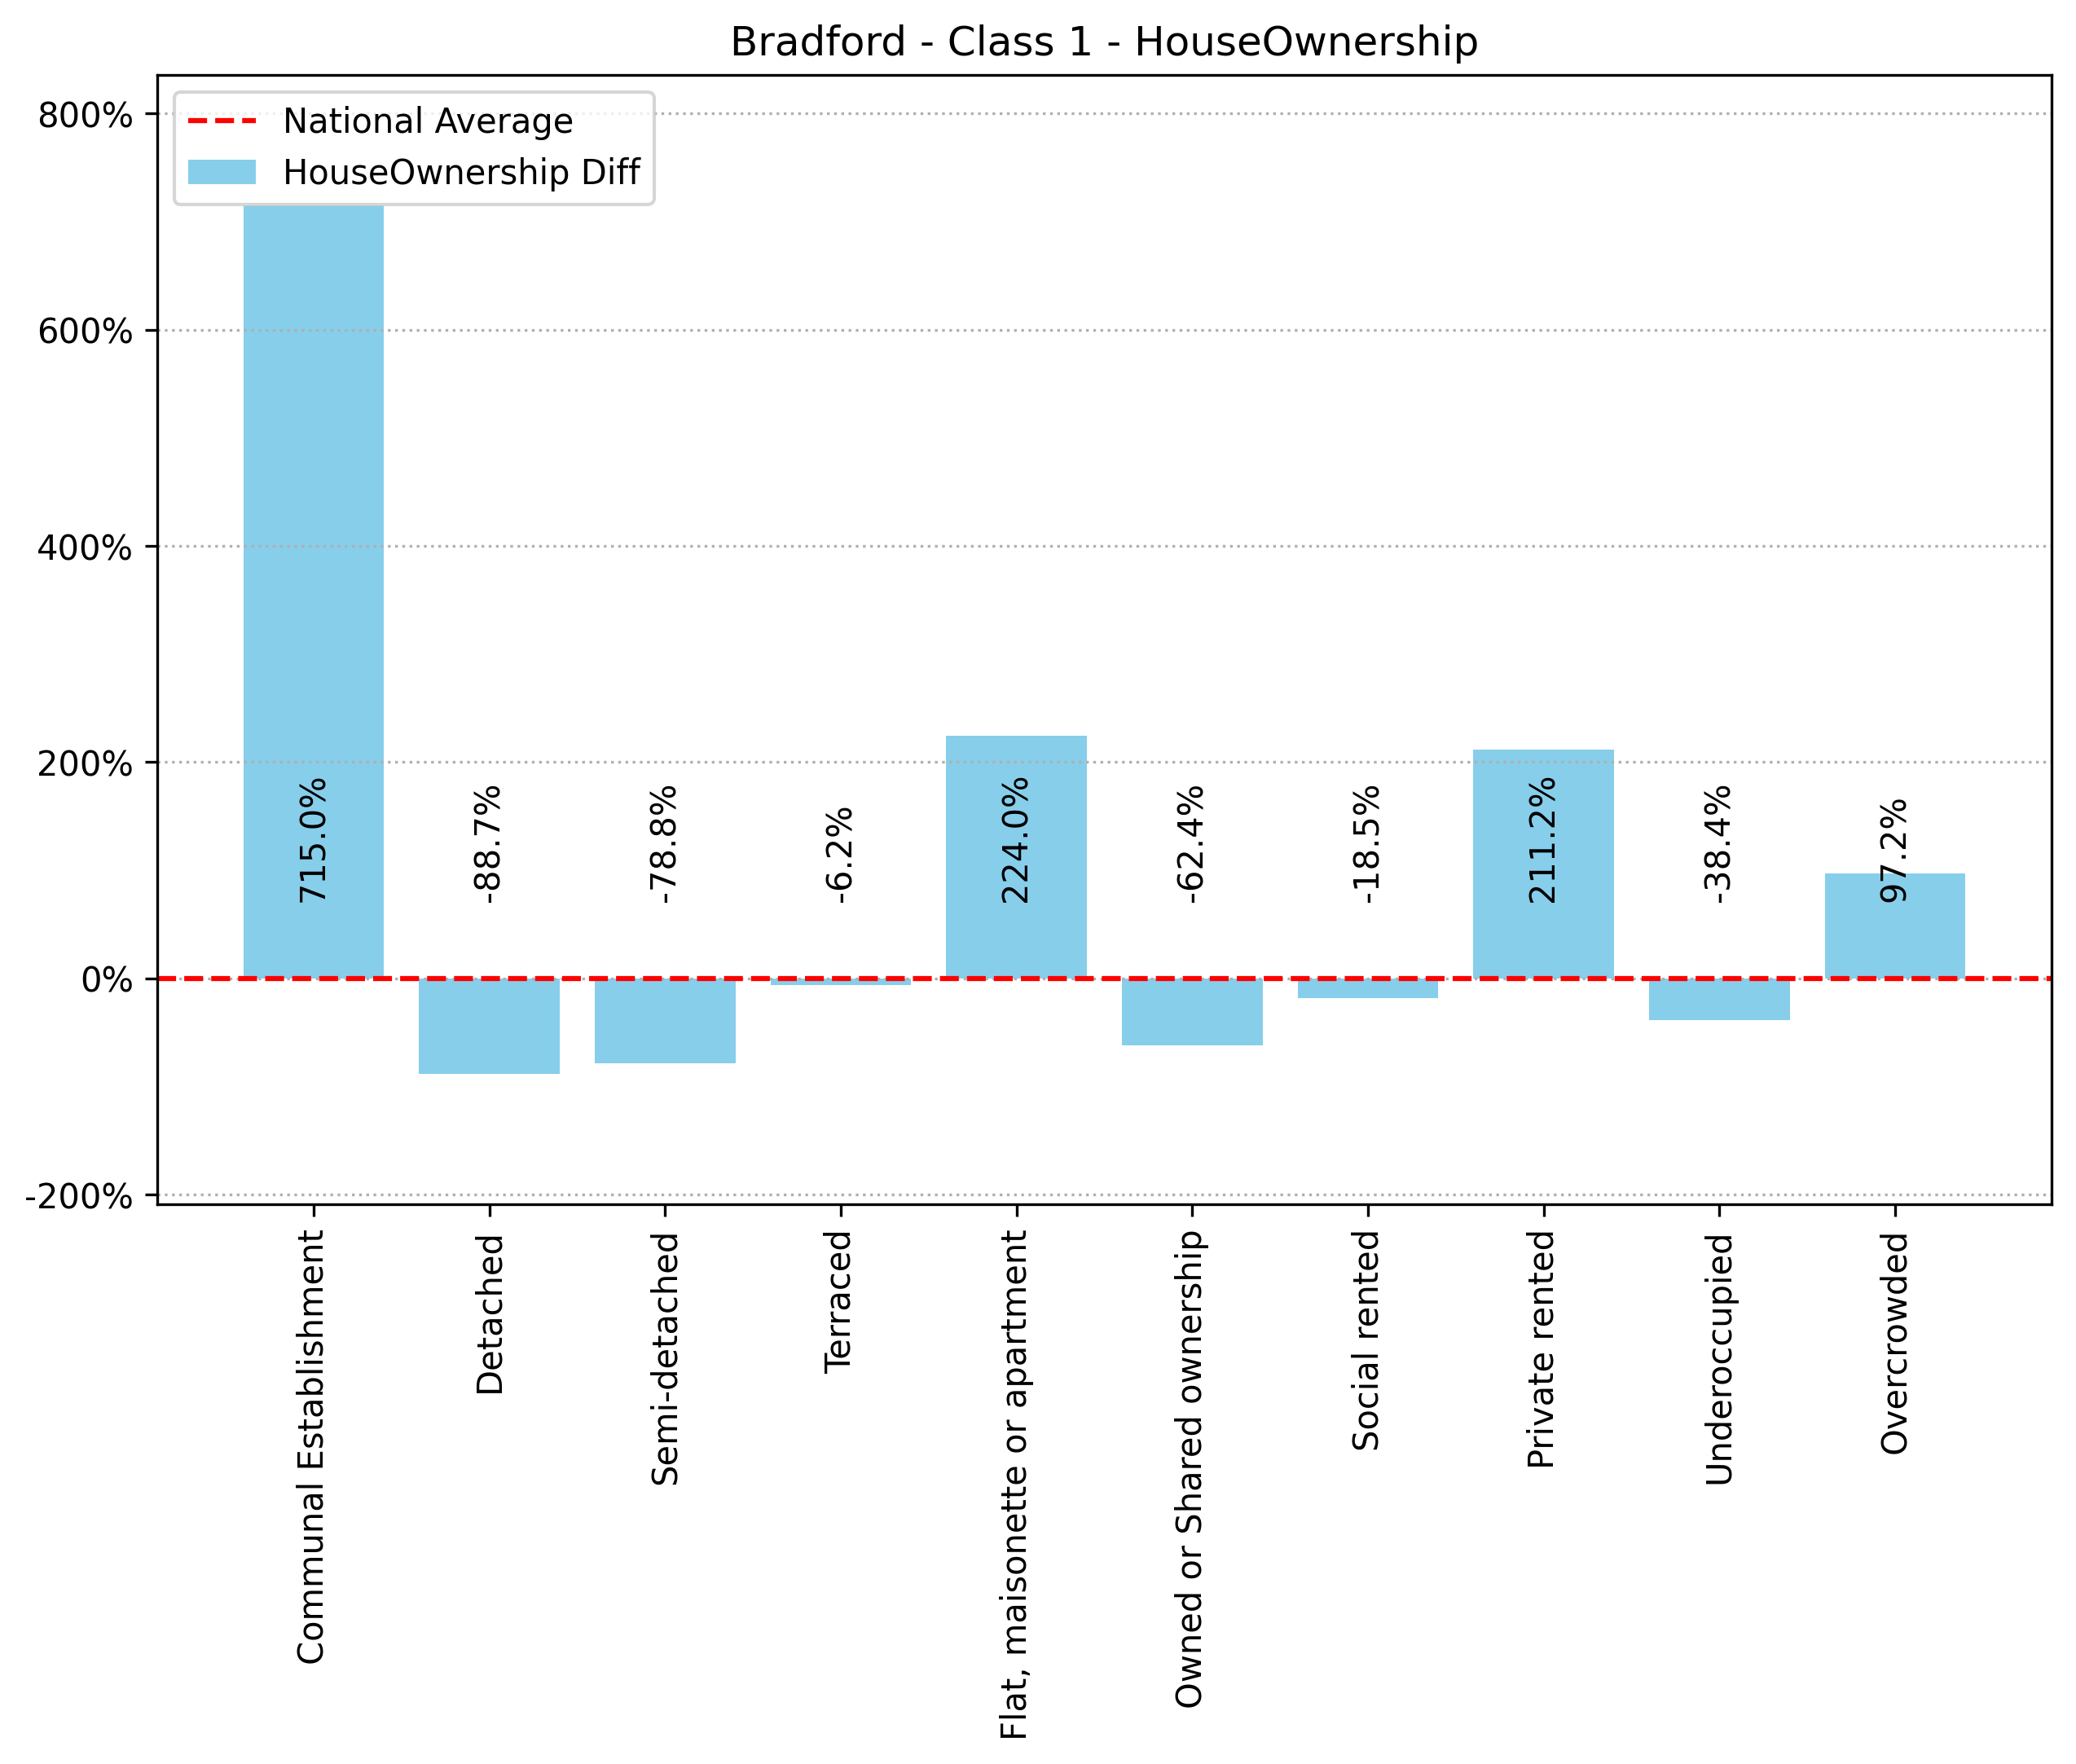 Bradford - Class 1 - HouseOwnership
National Average
HouseOwnership Diff
800%
600%
400%
200%
0%
-200%
715.0%
-88.7%
-78.8%
-6.2%
224.0%
-62.4%
-18.5%
211.2%
-38.4%
97.2%
Communal Establishment
Detached
Semi-detached
Terraced
Flat, maisonette or apartment
Owned or Shared ownership
Social rented
Private rented
Underoccupied
Overcrowded